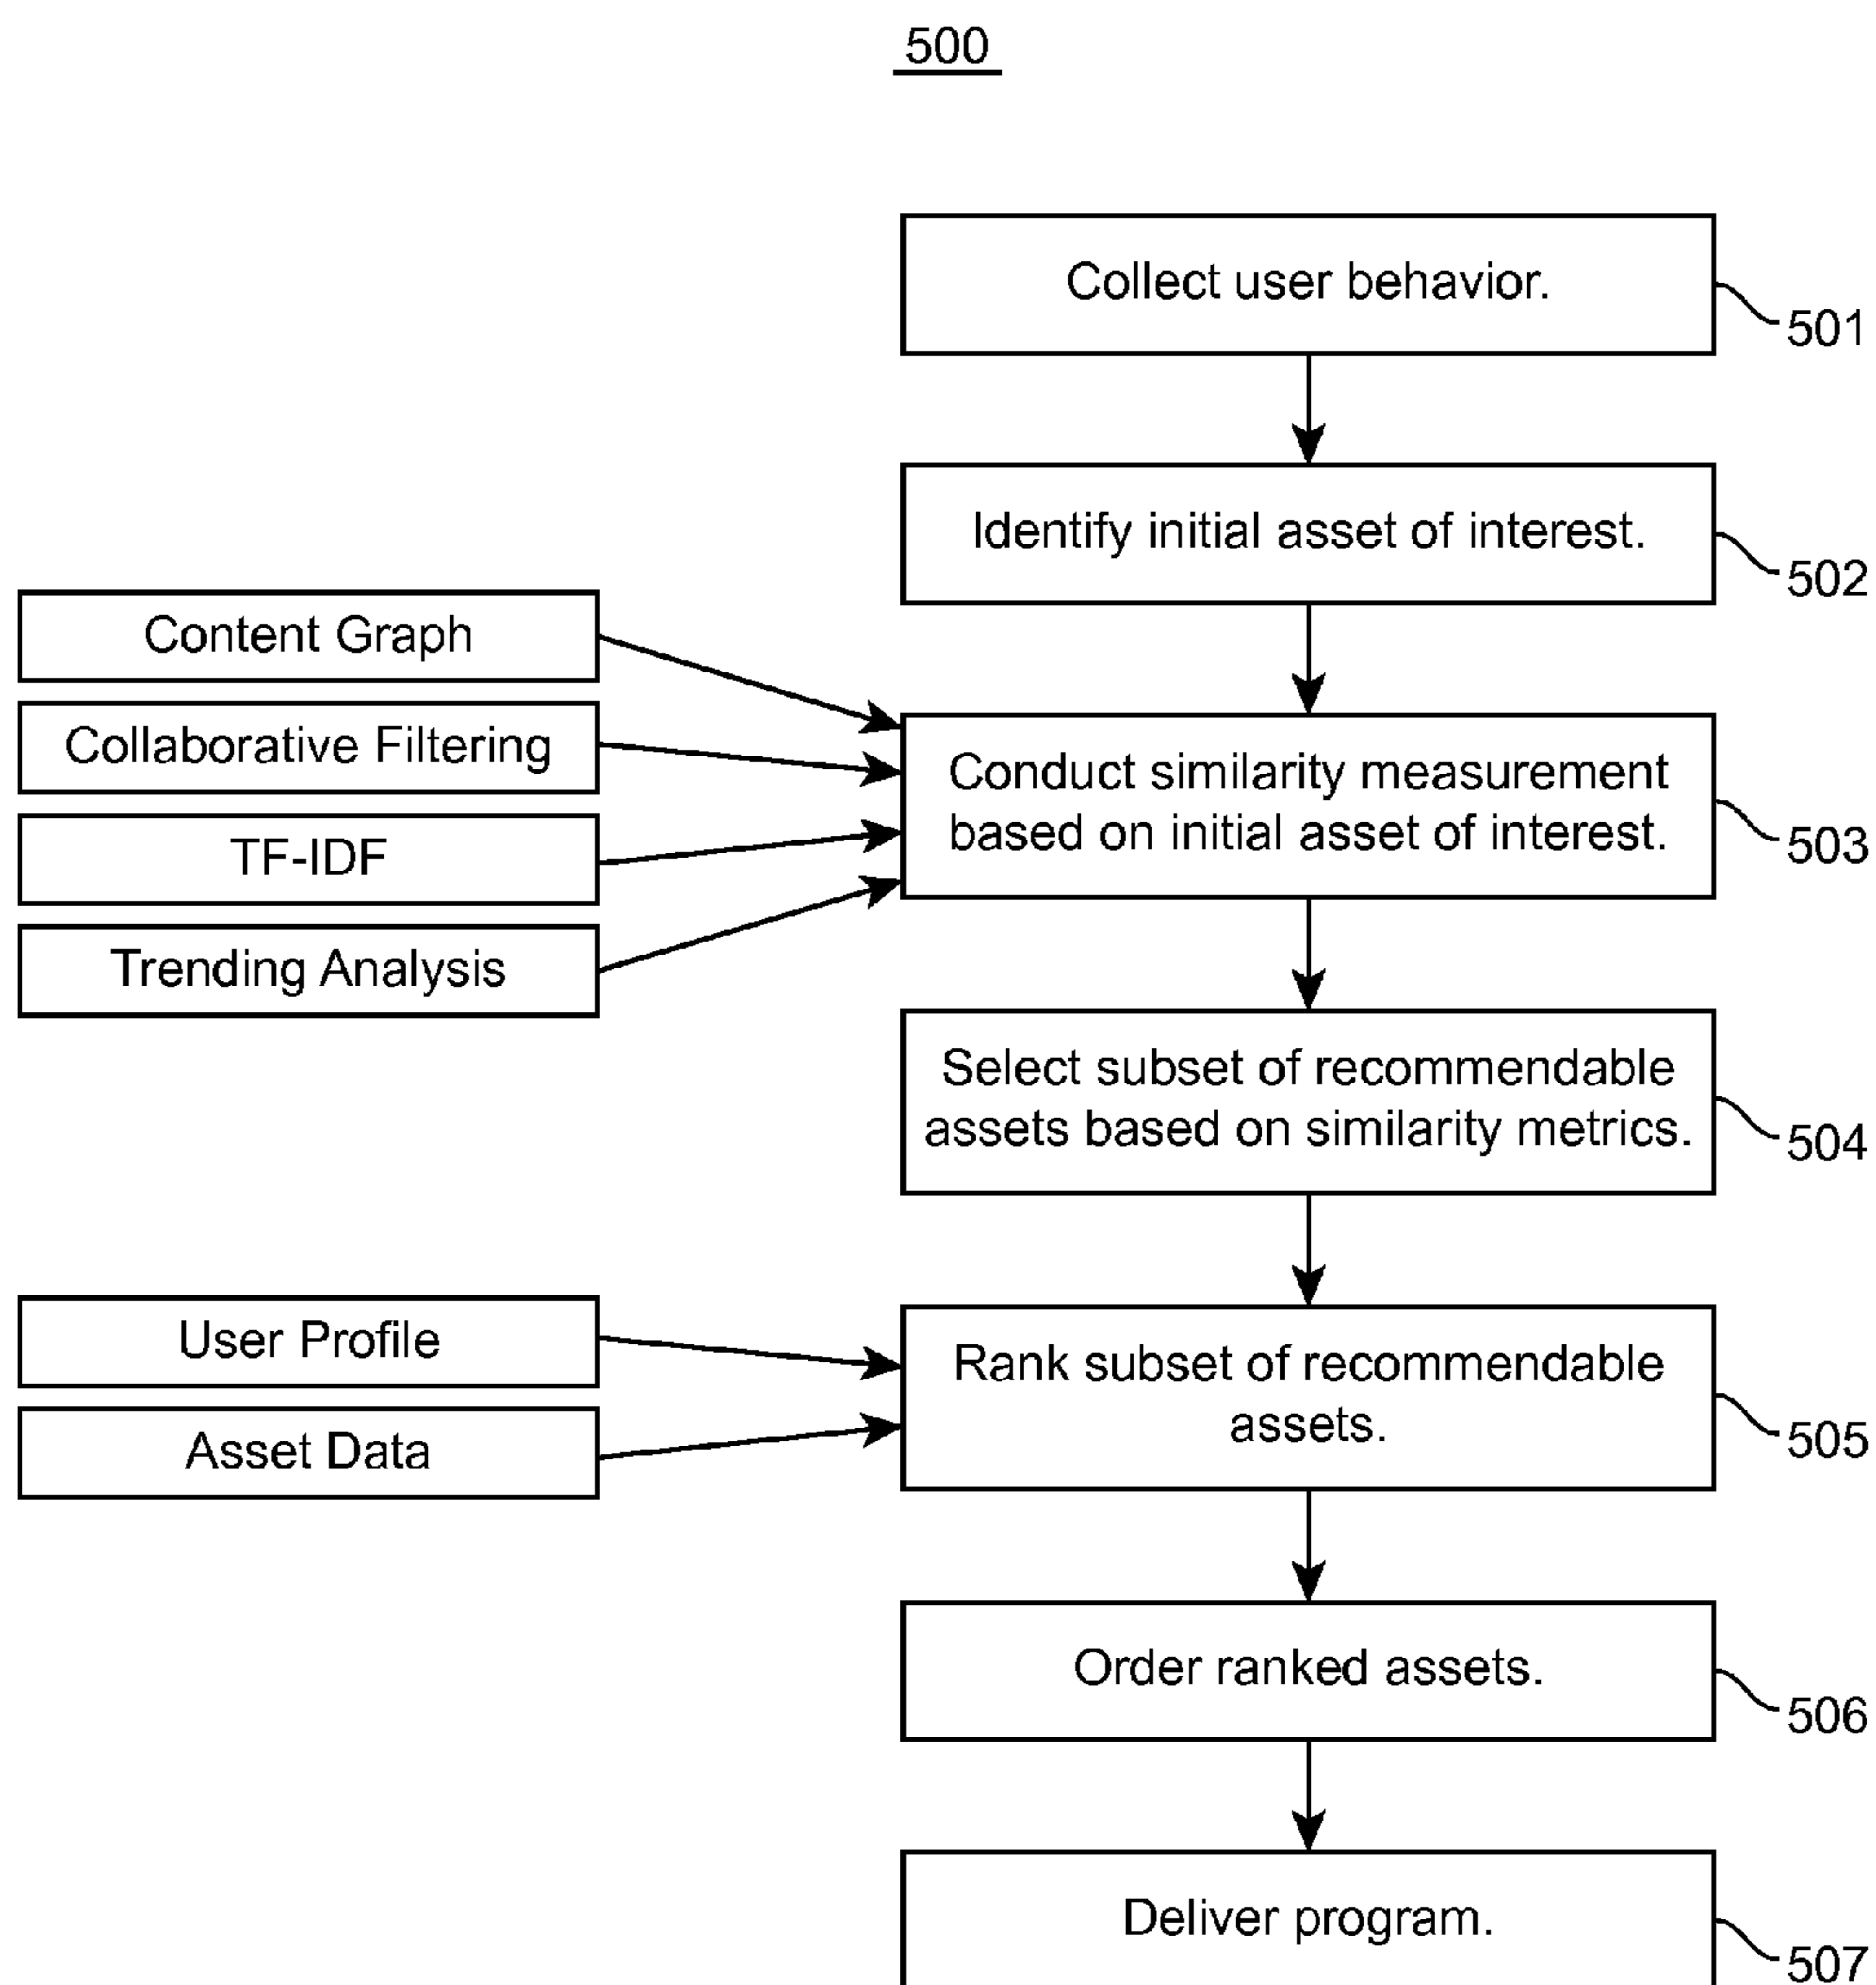 500
Collect user behavior.
501
Identify initial asset of interest.
502
Content Graph
Collaborative Filtering
TF-IDF
Trending Analysis
Conduct similarity measurement
based on initial asset of interest.
503
Select subset of recommendable
assets based on similarity metrics.
504
User Profile
Asset Data
Rank subset of recommendable
assets.
505
Order ranked assets.
506
Deliver program.
507